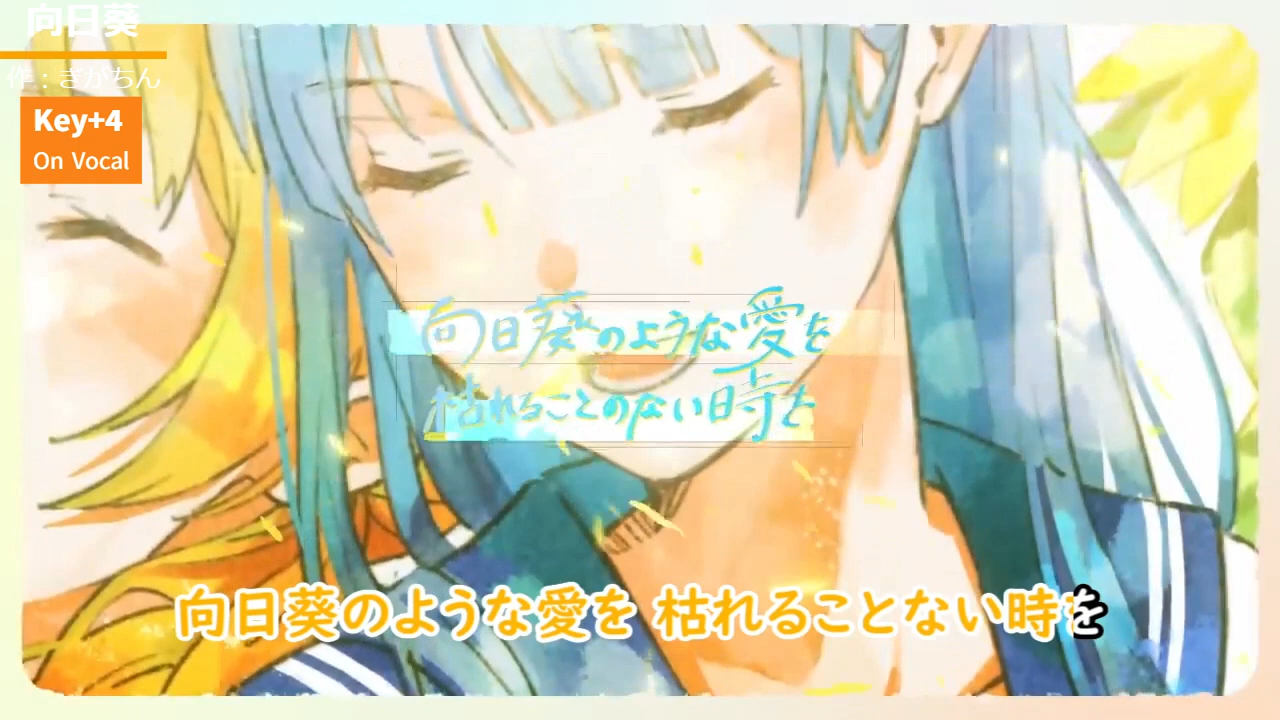 向日葵
作：ぎがちん
Key+4
On Vocal
向日葵のような愛を
枯れることのない時を
向日葵のような愛を 枯れることない時を